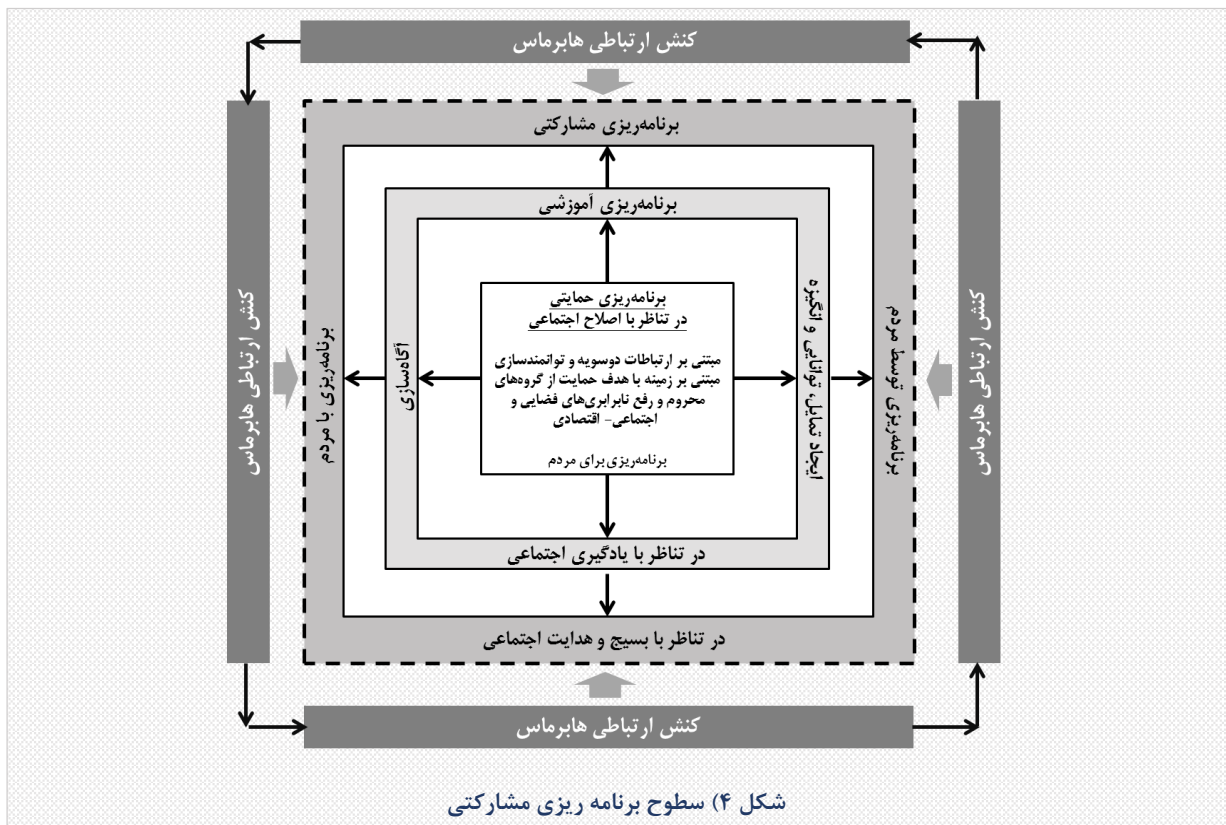 کنش ارتباطی هابرماس
برنامه‌ریزی مشارکتی
برنامه‌ریزی آموزشی
کنش ارتباطی هابرماس
برنامه‌ریزی توسط مردم
ایجاد تمایل، توانایی و انگیزه
برنامه‌ریزی حمایتی
در تناظر با اصلاح اجتماعی
مبتنی بر ارتباطات دوسویه و توانمندسازی
مبتنی بر زمینه با هدف حمایت از گروه‌های
محروم و رفع نابرابری‌های فضایی و
اجتماعی- اقتصادی
برنامه‌ریزی برای مردم
آگاه‌سازی
برنامه‌ریزی با مردم
کنش ارتباطی هابرماس
در تناظر با یادگیری اجتماعی
در تناظر با بسیج و هدایت اجتماعی
کنش ارتباطی هابرماس
شکل ۴) سطوح برنامه ریزی مشارکتی